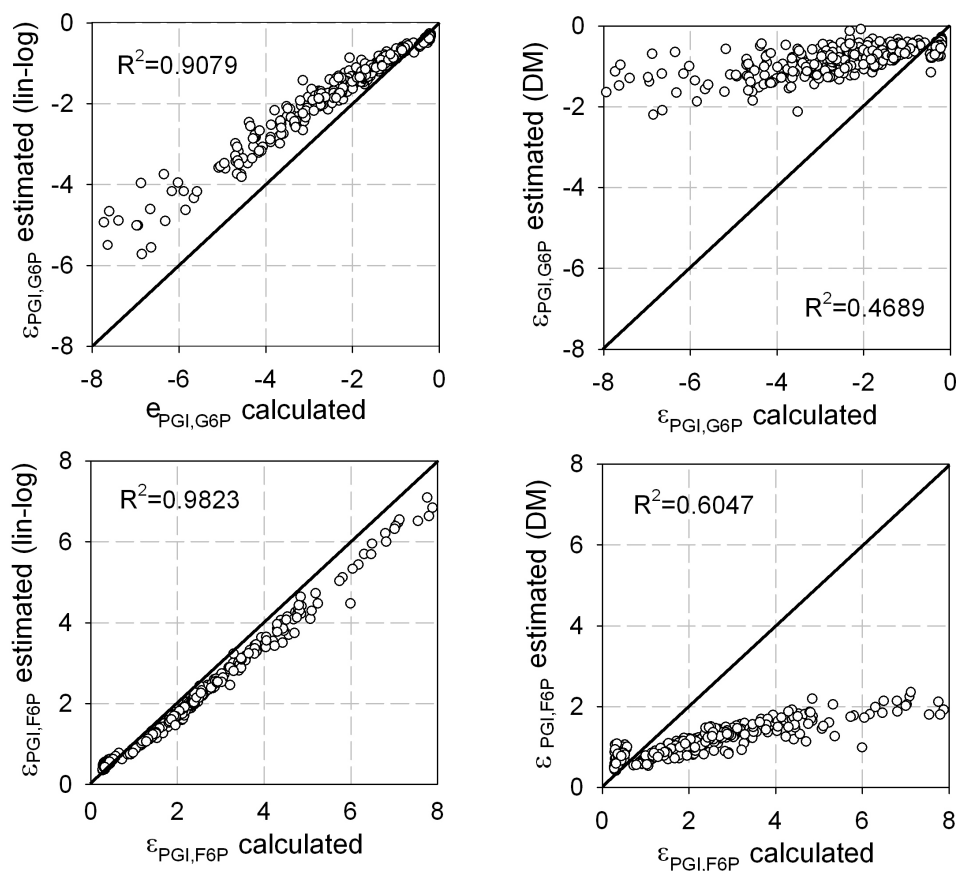 0
-2
-4
-6
-8
-8 -6 -4 -2 0
R²=0.9079
εPGI,G6P estimated (lin-log)
ePGI,G6P calculated
0
-2
-4
-6
-8
-8 -6 -4 -2 0
R²=0.4689
εPGI,G6P estimated (DM)
εPGI,G6P calculated
8
6
4
2
0
0 2 4 6 8
R²=0.9823
εPGI,F6P estimated (lin-log)
εPGI,F6P calculated
8
6
4
2
0
0 2 4 6 8
R²=0.6047
ε PGI,F6P estimated (DM)
εPGI.F6P calculated